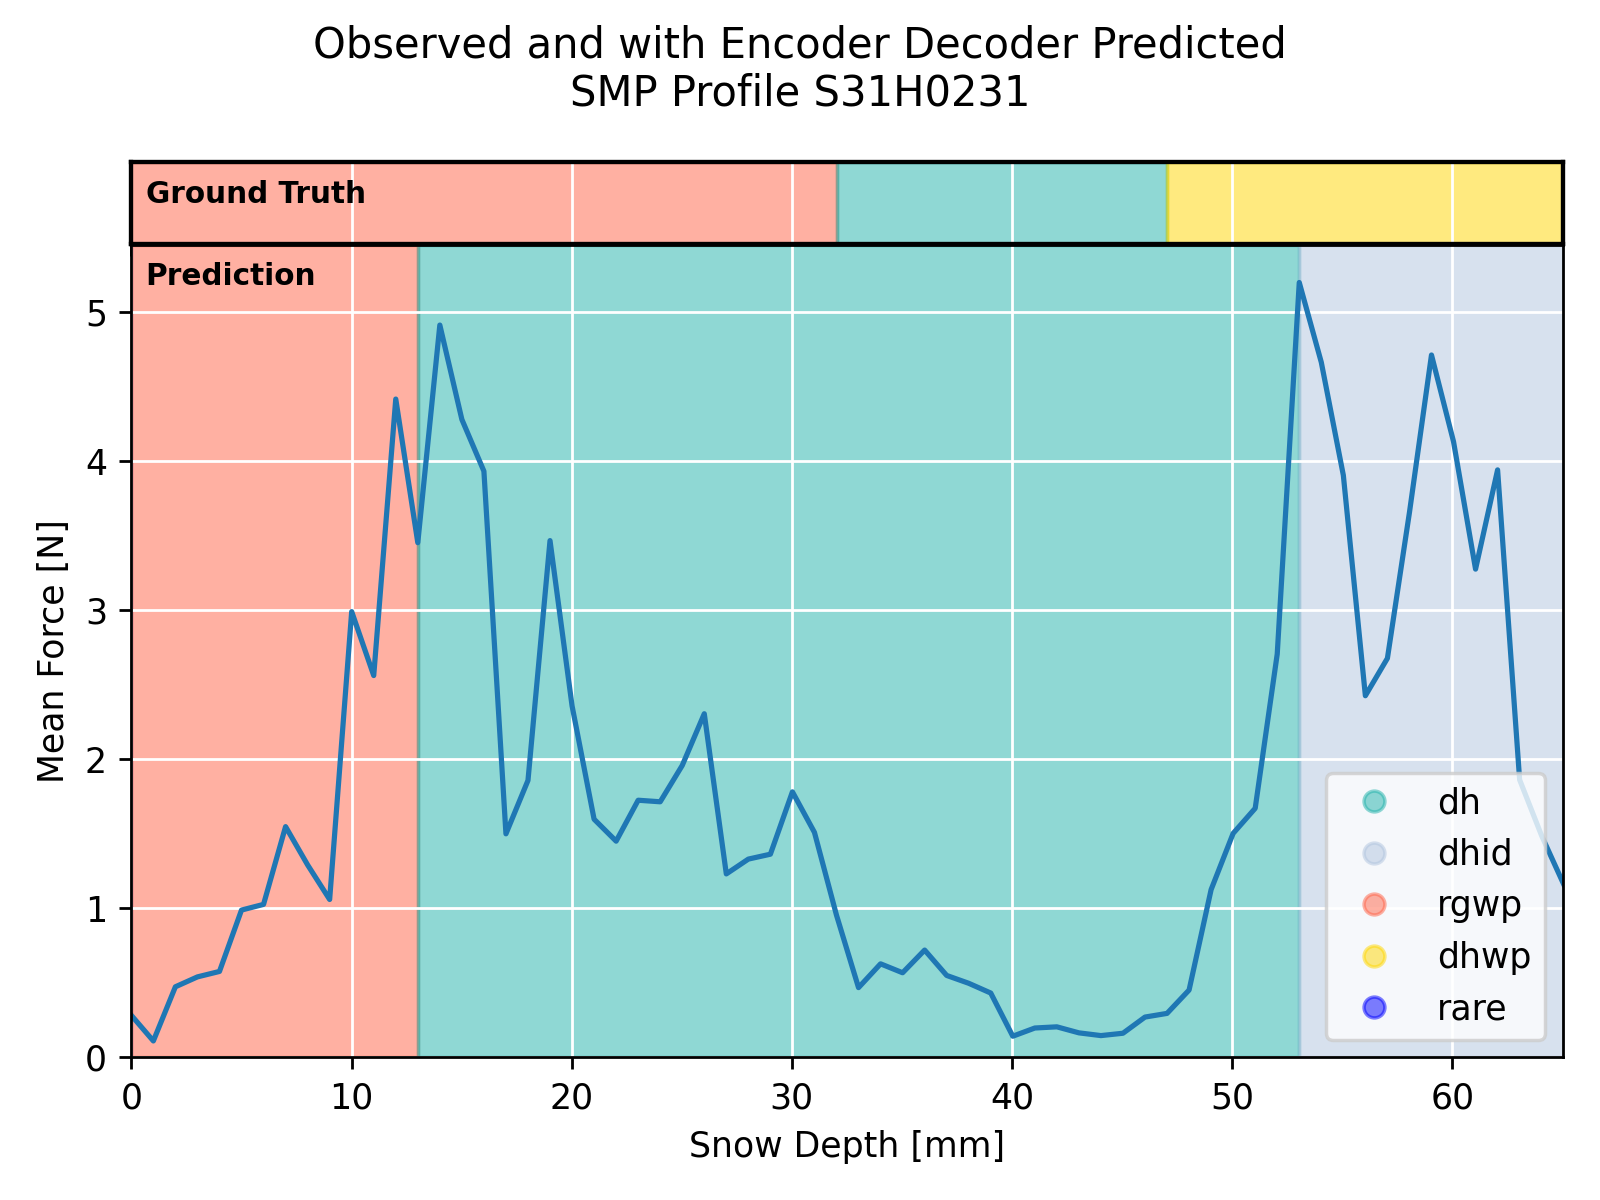 Observed and with Encoder Decoder Predicted
SMP Profile S31H0231
Ground Truth
Prediction
5
4
3
2
1
0
Mean Force [N]
dh
dhid
rgwp
dhwp
rare
0 10 20 30 40 50 60
Snow Depth [mm]